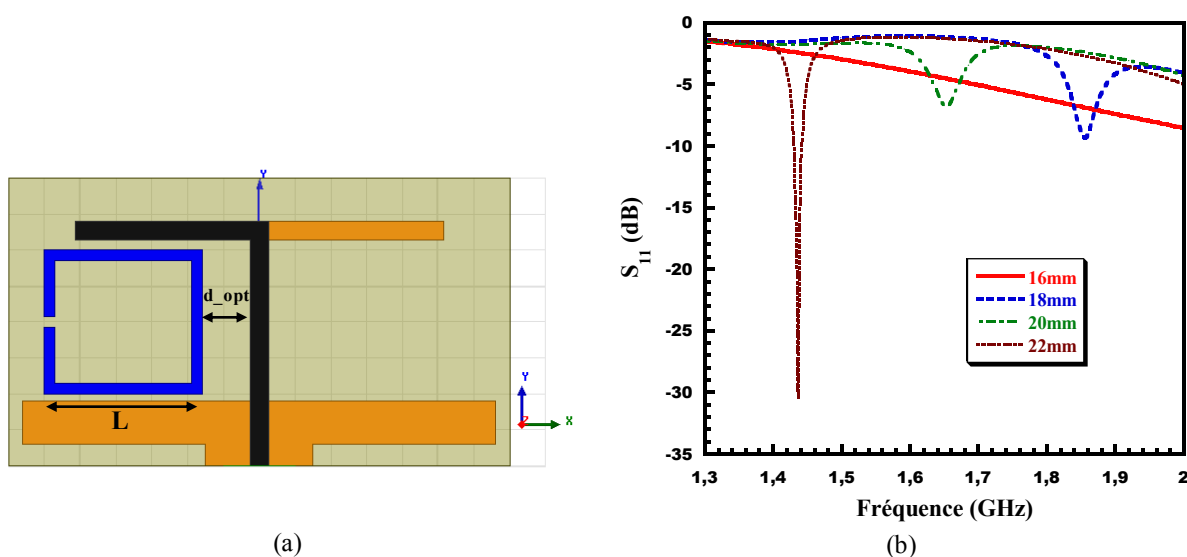 Y
d_opt
L
Y
Z
X
(a)
0
-5
-10
-15
-20
-25
-30
-35
S11 (dB)
16mm
18mm
20mm
22mm
1,3 1,4 1,5 1,6 1,7 1,8 1,9 2
Fréquence (GHz)
(b)